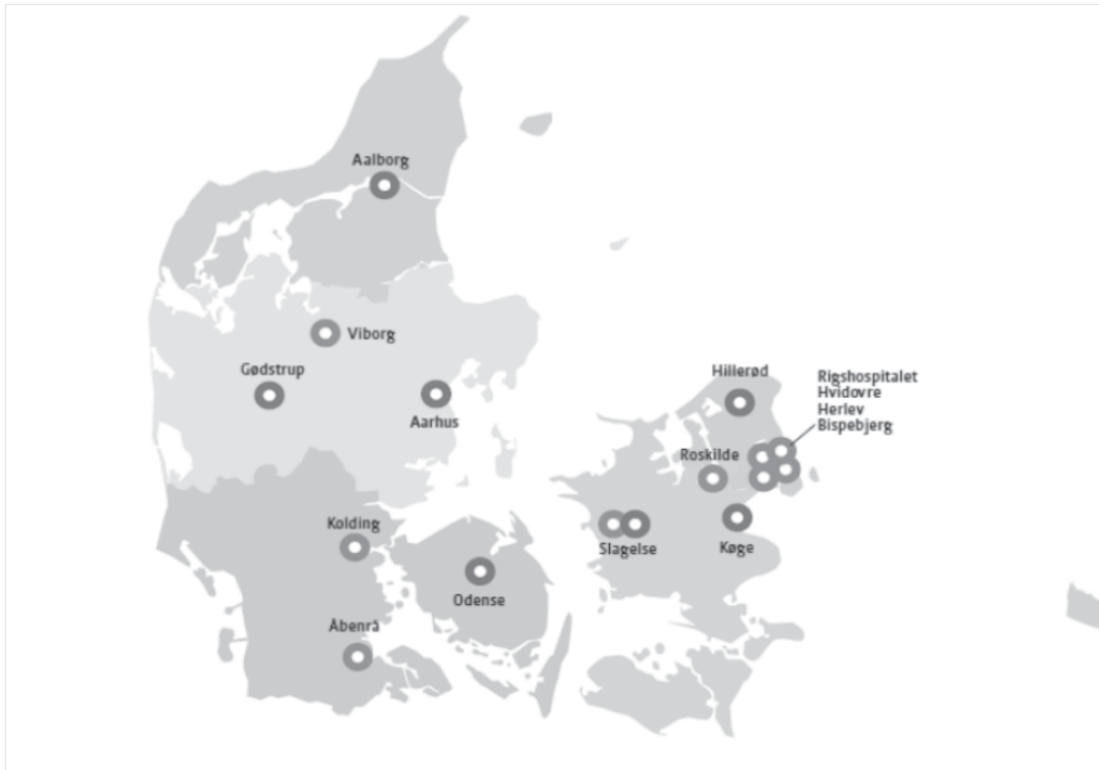 Aalborg
Viborg
Gødstrup
Aarhus
Hillerød
Rigshospitalet
Hvidovre
Herlev
Bispebjerg
Roskilde
Kolding
Slagelse
Køge
Odense
Åbenrå